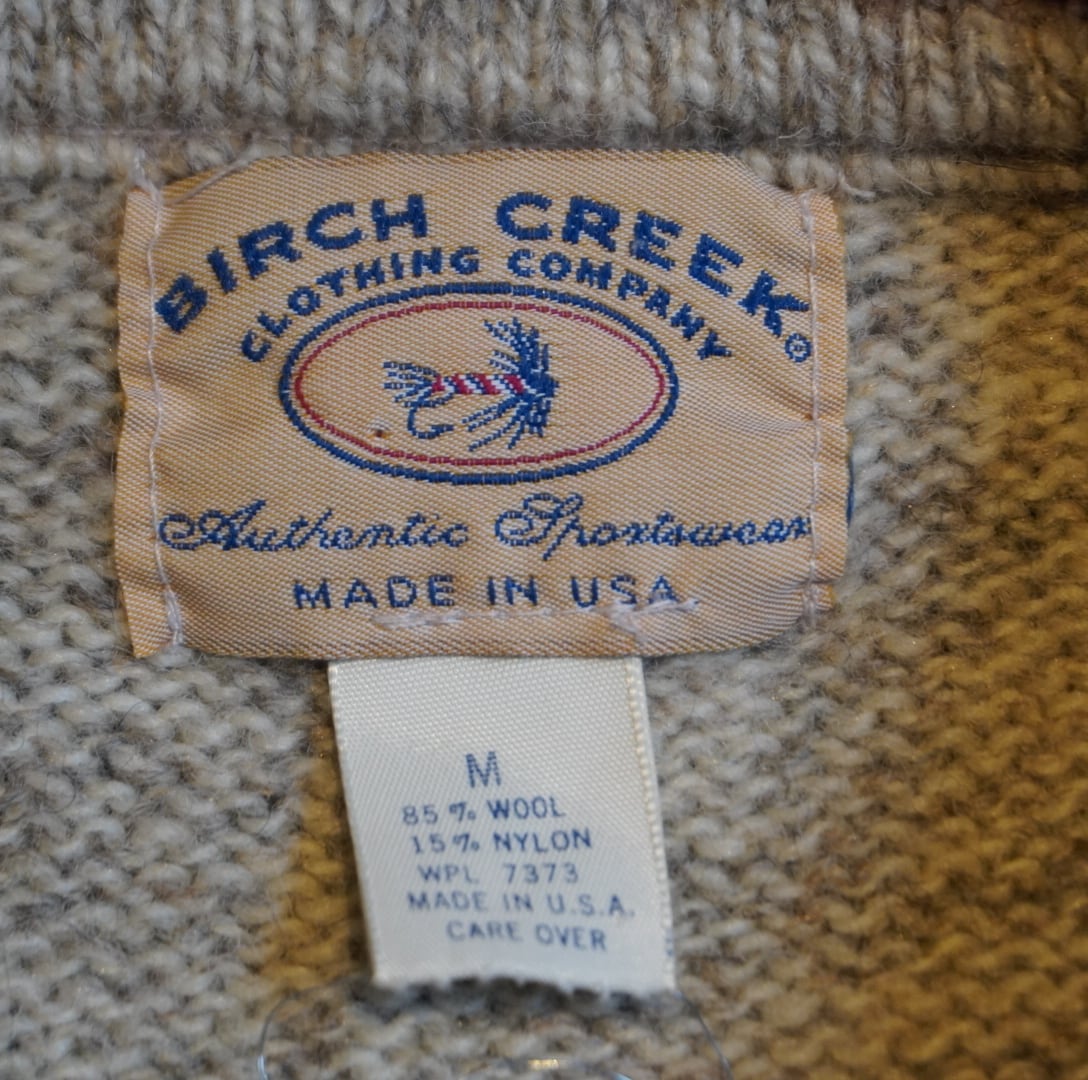 BIRCH CREEK®
CLOTHING COMPANY
Authentic Sportswear
MADE IN USA
M
85% WOOL
15% NYLON
WPL 7373
MADE IN U.S.A.
CARE OVER